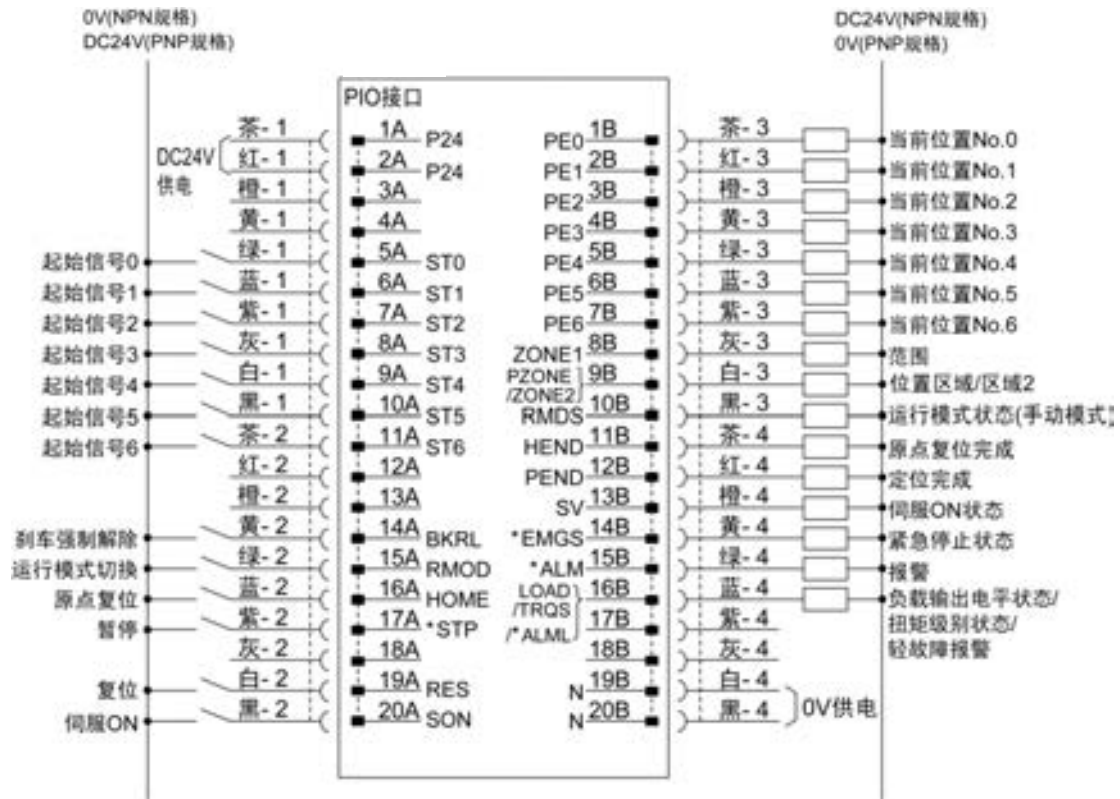 0V(NPN规格)
DC24V(PNP规格)
DC24V(NPN规格)
0V(PNP规格)
PIO接口
DC24V
供电
茶- 1 1A P24 PE0 1B 茶- 3 当前位置No.0
红- 1 2A P24 PE1 2B 红- 3 当前位置No.1
橙- 1 3A PE2 3B 橙- 3 当前位置No.2
黄- 1 4A PE3 4B 黄- 3 当前位置No.3
起始信号0 绿- 1 5A ST0 PE4 5B 绿- 3 当前位置No.4
起始信号1 蓝- 1 6A ST1 PE5 6B 蓝- 3 当前位置No.5
起始信号2 紫- 1 7A ST2 PE6 7B 紫- 3 当前位置No.6
起始信号3 灰- 1 8A ST3 ZONE1 8B 灰- 3 范围
起始信号4 白- 1 9A ST4 PZONE /ZONE2 9B 白- 3 位置区域/区域2
起始信号5 黑- 1 10A ST5 RMDS 10B 黑- 3 运行模式状态(手动模式)
起始信号6 茶- 2 11A ST6 HEND 11B 茶- 4 原点复位完成
红- 2 12A PEND 12B 红- 4 定位完成
橙- 2 13A SV 13B 橙- 4 伺服ON状态
刹车强制解除 黄- 2 14A BKRL *EMGS 14B 黄- 4 紧急停止状态
运行模式切换 绿- 2 15A RMOD *ALM 15B 绿- 4 报警
原点复位 蓝- 2 16A HOME LOAD /TRQS /*ALML 16B 蓝- 4 负载输出电平状态/
扭矩级别状态/
轻故障报警
暂停 紫- 2 17A *STP 17B 紫- 4
灰- 2 18A 18B 灰- 4
复位 白- 2 19A RES N 19B 白- 4
伺服ON 黑- 2 20A SON N 20B 黑- 4
0V供电